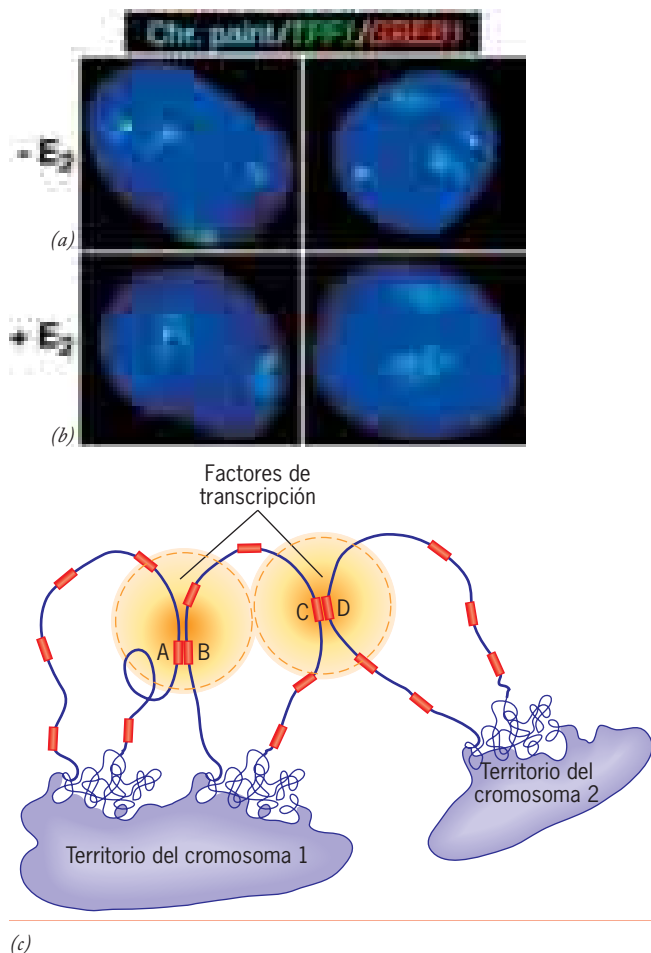 Chr. paint/TFF1/GREB1
- E₂
(a)
+ E₂
(b)
Factores de
transcripción
A
B
C
D
Territorio del
cromosoma 2
Territorio del cromosoma 1
(c)